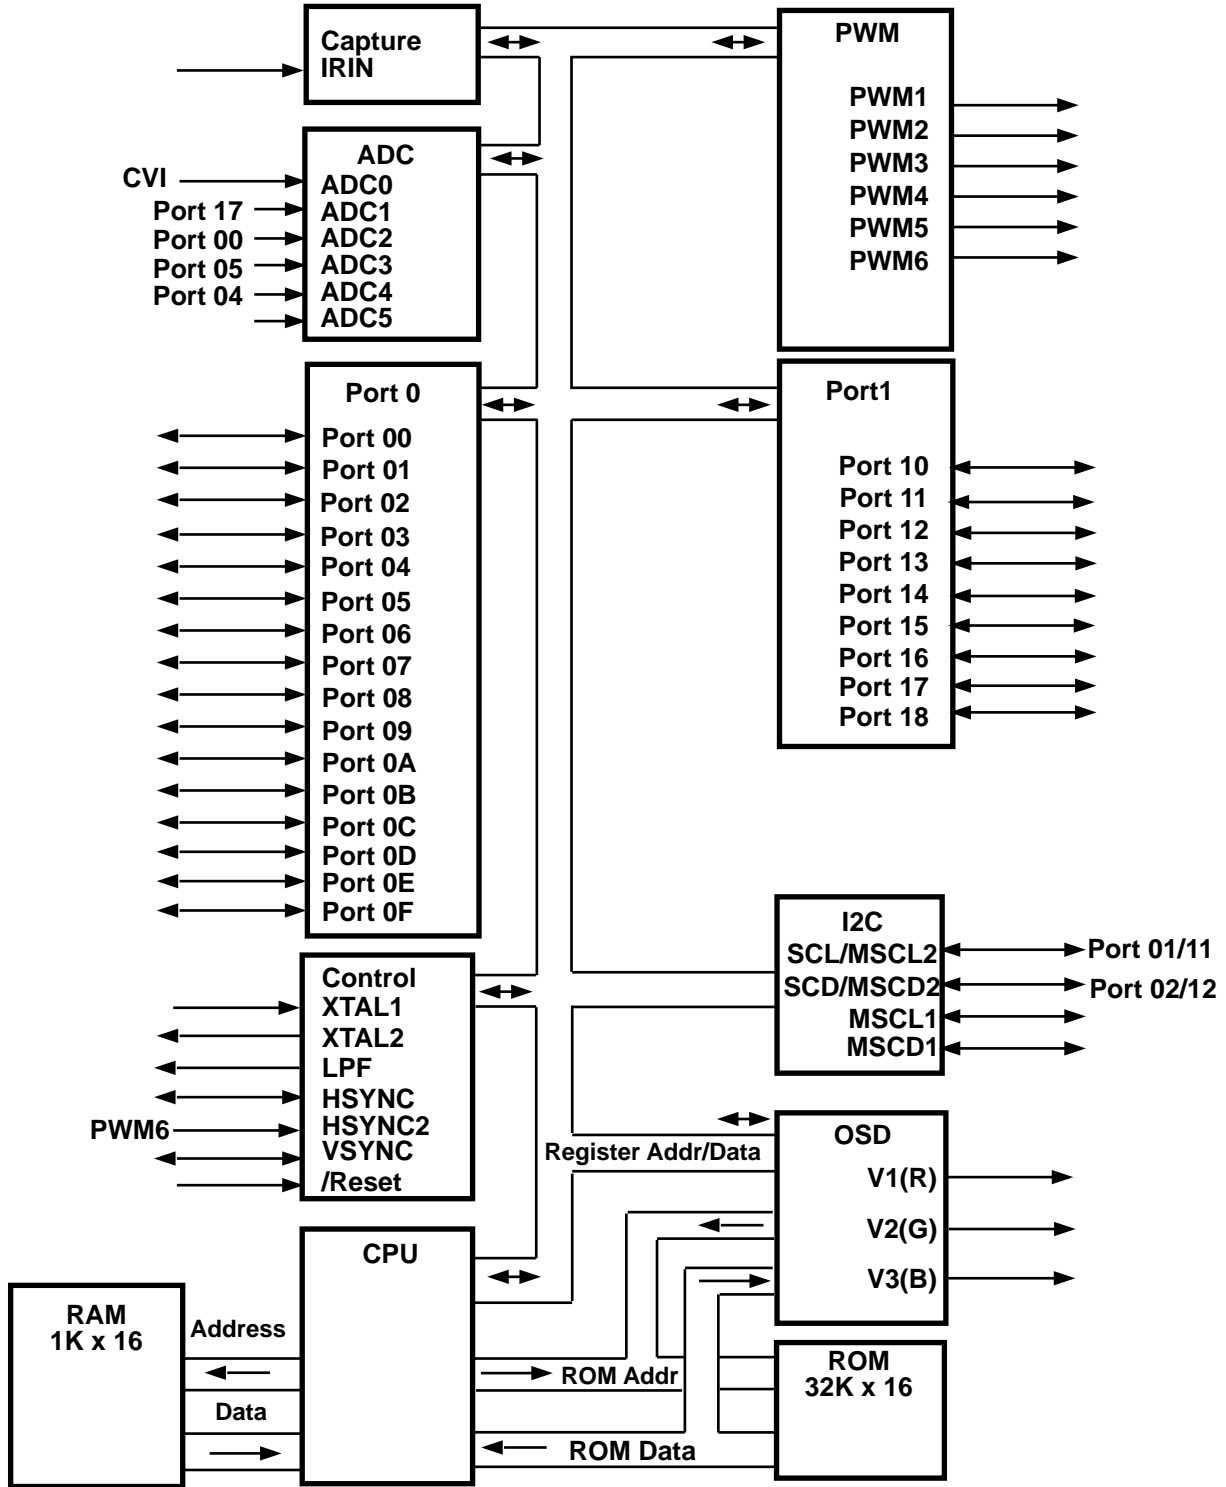 Capture
IRIN
ADC
CVI
ADC0
Port 17
ADC1
Port 00
ADC2
Port 05
ADC3
Port 04
ADC4
ADC5
Port 0
Port 00
Port 01
Port 02
Port 03
Port 04
Port 05
Port 06
Port 07
Port 08
Port 09
Port 0A
Port 0B
Port 0C
Port 0D
Port 0E
Port 0F
Control
XTAL1
XTAL2
LPF
HSYNC
PWM6
HSYNC2
VSYNC
/Reset
CPU
RAM
1K x 16
Address
Data
PWM
PWM1
PWM2
PWM3
PWM4
PWM5
PWM6
Port1
Port 10
Port 11
Port 12
Port 13
Port 14
Port 15
Port 16
Port 17
Port 18
I2C
SCL/MSCL2
Port 01/11
SCD/MSCD2
Port 02/12
MSCL1
MSCD1
OSD
Register Addr/Data
V1(R)
V2(G)
V3(B)
ROM
32K x 16
ROM Addr
ROM Data